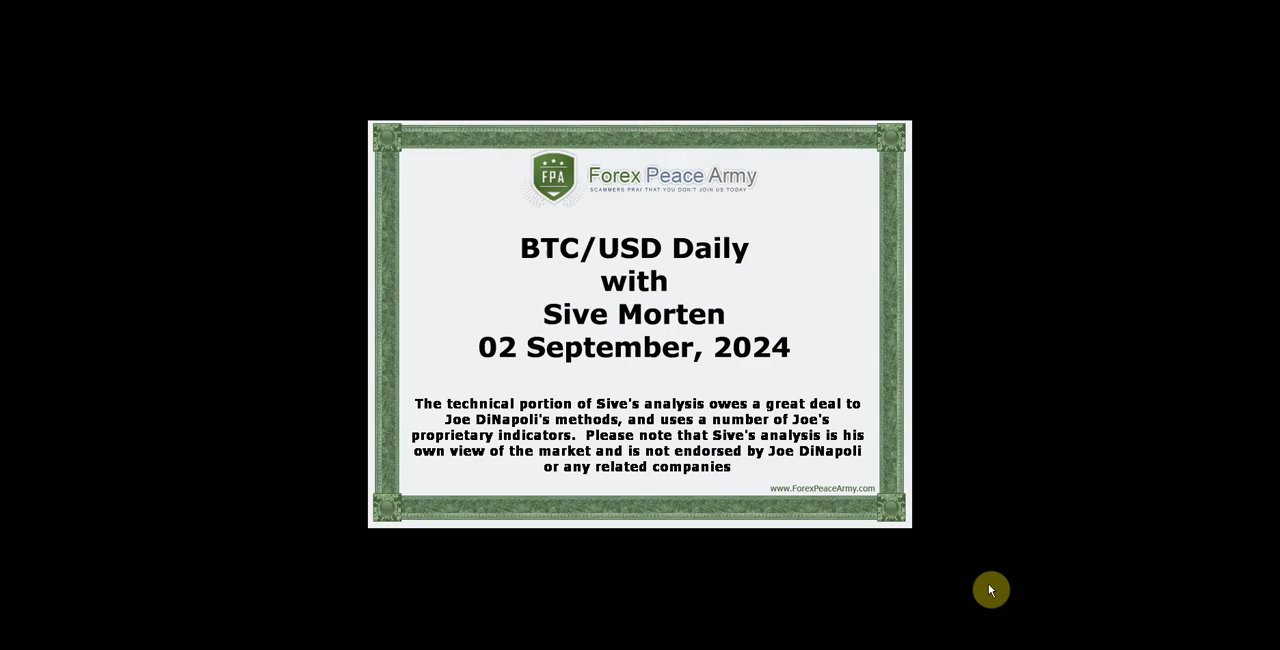 FPA
Forex Peace Army
SCAMMERS PRAY THAT YOU DON'T JOIN US TODAY
BTC/USD Daily
with
Sive Morten
02 September, 2024
The technical portion of Sive's analysis owes a great deal to
Joe DiNapoli's methods, and uses a number of Joe's
proprietary indicators.  Please note that Sive's analysis is his
own view of the market and is not endorsed by Joe DiNapoli
or any related companies
www.ForexPeaceArmy.com